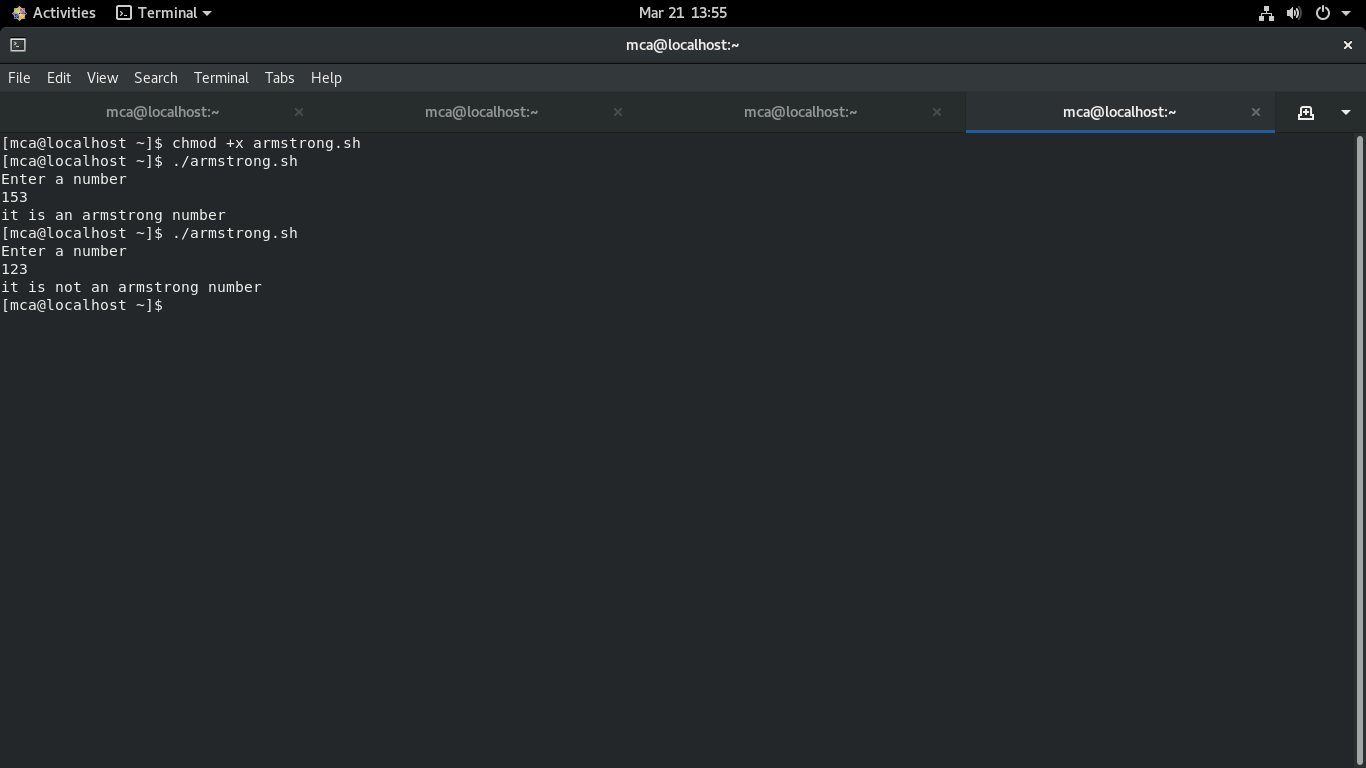 Activities Terminal Mar 21 13:55
mca@localhost:~
File Edit View Search Terminal Tabs Help
mca@localhost:~ mca@localhost:~ mca@localhost:~ mca@localhost:~
[mca@localhost ~]$ chmod +x armstrong.sh
[mca@localhost ~]$ ./armstrong.sh
Enter a number
153
it is an armstrong number
[mca@localhost ~]$ ./armstrong.sh
Enter a number
123
it is not an armstrong number
[mca@localhost ~]$